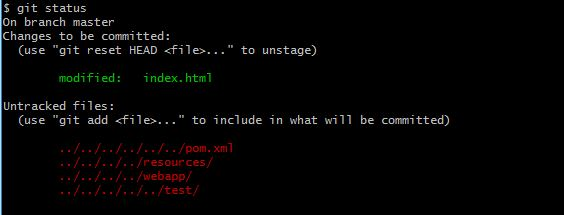 $ git status
On branch master
Changes to be committed:
(use "git reset HEAD <file>..." to unstage)
modified: index.html
Untracked files:
(use "git add <file>..." to include in what will be committed)
../../../../../../pom.xml
../../../../resources/
../../../../webapp/
../../../../../test/